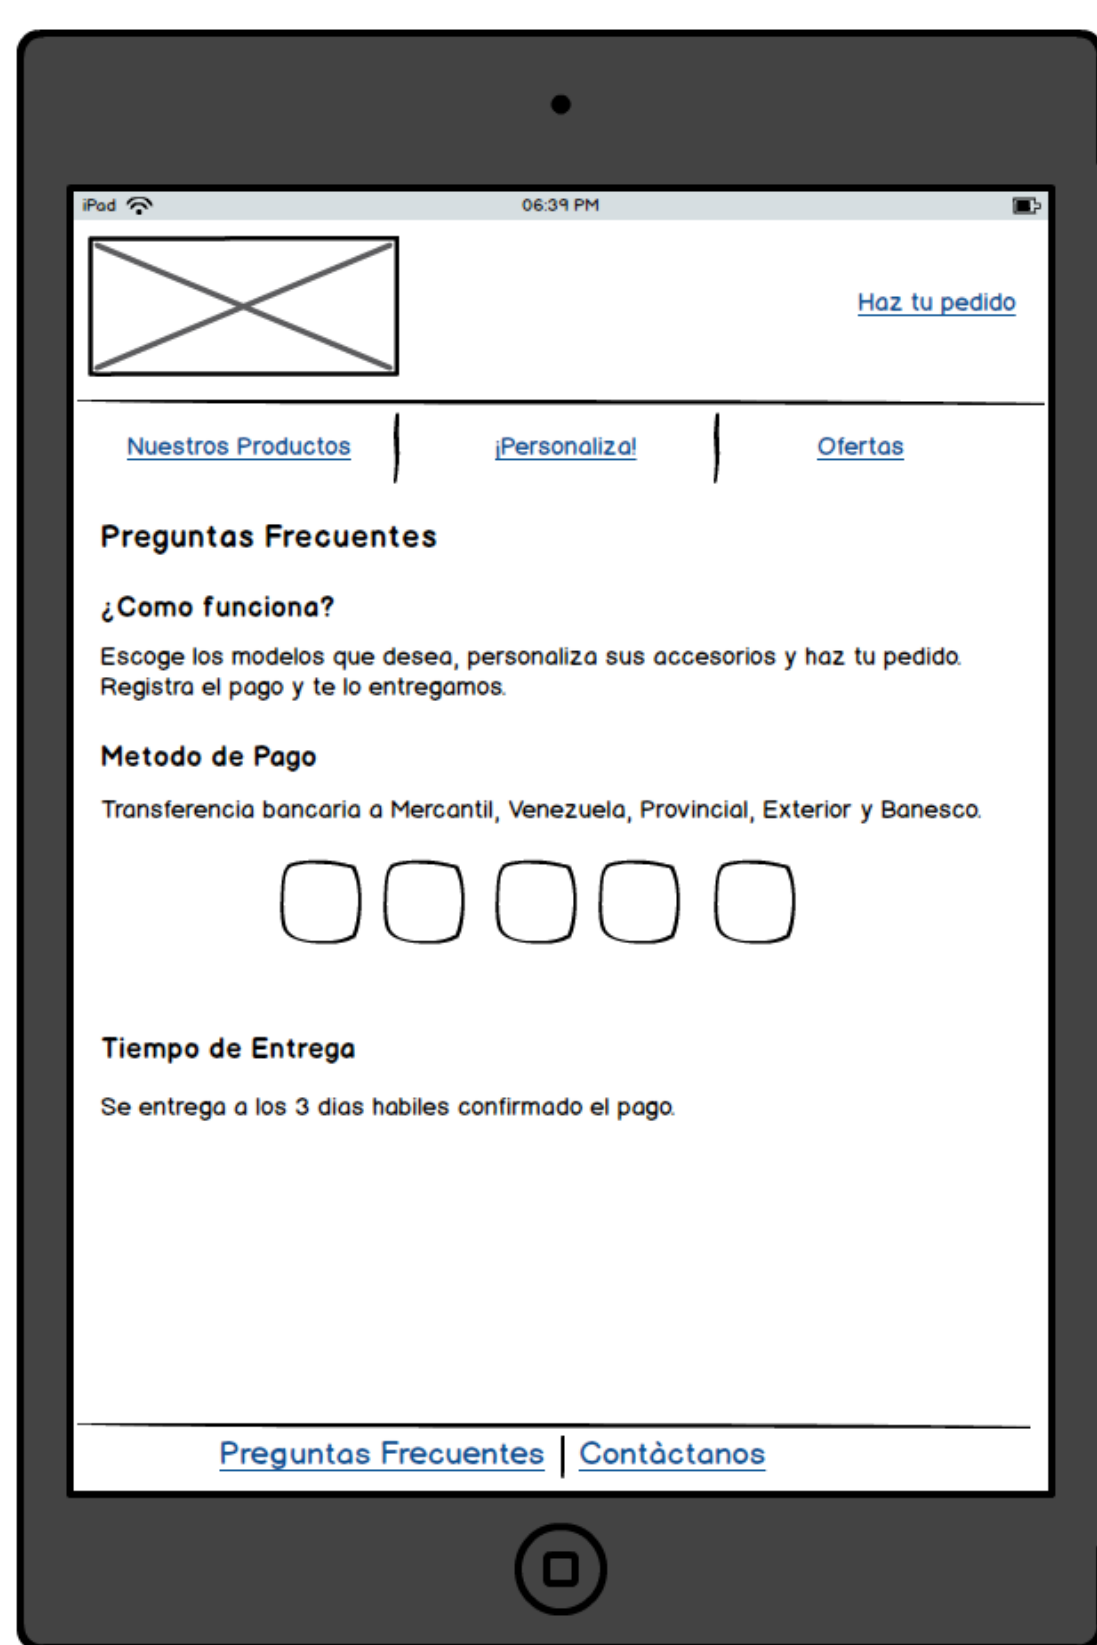 iPad 06:39 PM
Haz tu pedido
Nuestros Productos ¡Personaliza! Ofertas
Preguntas Frecuentes
¿Como funciona?
Escoge los modelos que desea, personaliza sus accesorios y haz tu pedido.
Registra el pago y te lo entregamos.
Metodo de Pago
Transferencia bancaria a Mercantil, Venezuela, Provincial, Exterior y Banesco.
Tiempo de Entrega
Se entrega a los 3 dias habiles confirmado el pago.
Preguntas Frecuentes Contàctanos